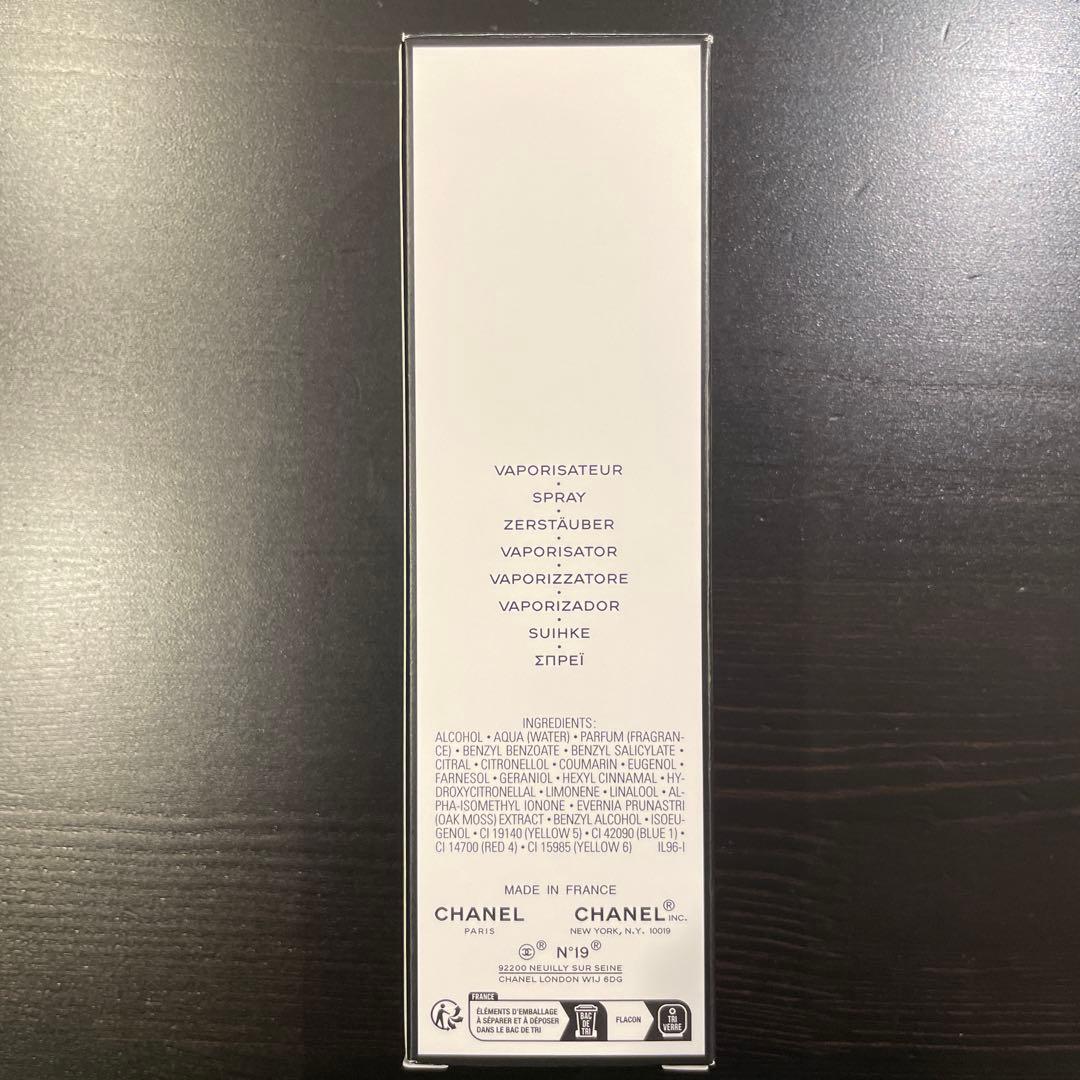 VAPORISATEUR
•
SPRAY
•
ZERSTÄUBER
•
VAPORISATOR
•
VAPORIZZATORE
•
VAPORIZADOR
•
SUIHKE
•
ΣΠΡΕΪ
INGREDIENTS:
ALCOHOL • AQUA (WATER) • PARFUM (FRAGRAN-
CE) • BENZYL BENZOATE • BENZYL SALICYLATE •
CITRAL • CITRONELLOL • COUMARIN • EUGENOL •
FARNESOL • GERANIOL • HEXYL CINNAMAL • HY-
DROXYCITRONELLAL • LIMONENE • LINALOOL • AL-
PHA-ISOMETHYL IONONE • EVERNIA PRUNASTRI
(OAK MOSS) EXTRACT • BENZYL ALCOHOL • ISOEU-
GENOL • CI 19140 (YELLOW 5) • CI 42090 (BLUE 1) •
CI 14700 (RED 4) • CI 15985 (YELLOW 6) IL96-I
MADE IN FRANCE
CHANEL CHANEL® INC.
PARIS NEW YORK, N.Y. 10019
® N°19®
92200 NEUILLY SUR SEINE
CHANEL LONDON W1J 6DG
FRANCE
ÉLÉMENTS D'EMBALLAGE
À SÉPARER ET À DÉPOSER
DANS LE BAC DE TRI
BAC
DE
TRI
FLACON
TRI
VERRE